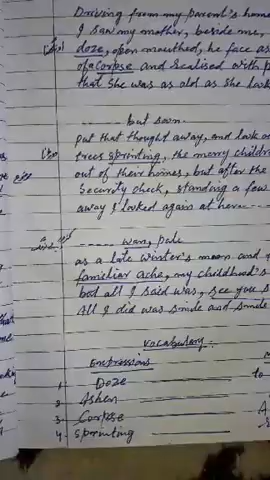 Driving from my parent's home
I saw my mother, beside me,
doze, open mouthed, he face as
of a corpse and realised with p
that she was as old as she look
but soon
put that thought away, and look o
trees sprinting, the merry childre
out of their homes, but after the
Security check, standing a few
away I looked again at her----
------ wan, pale
as a late winter's moon and
familiar ache, my childhood's
but all I said was, see you s
All I did was smile and smile
Vocabulary:
Expressions
1 Doze to
2 Ashen
3 Corpse
4 Sprinting